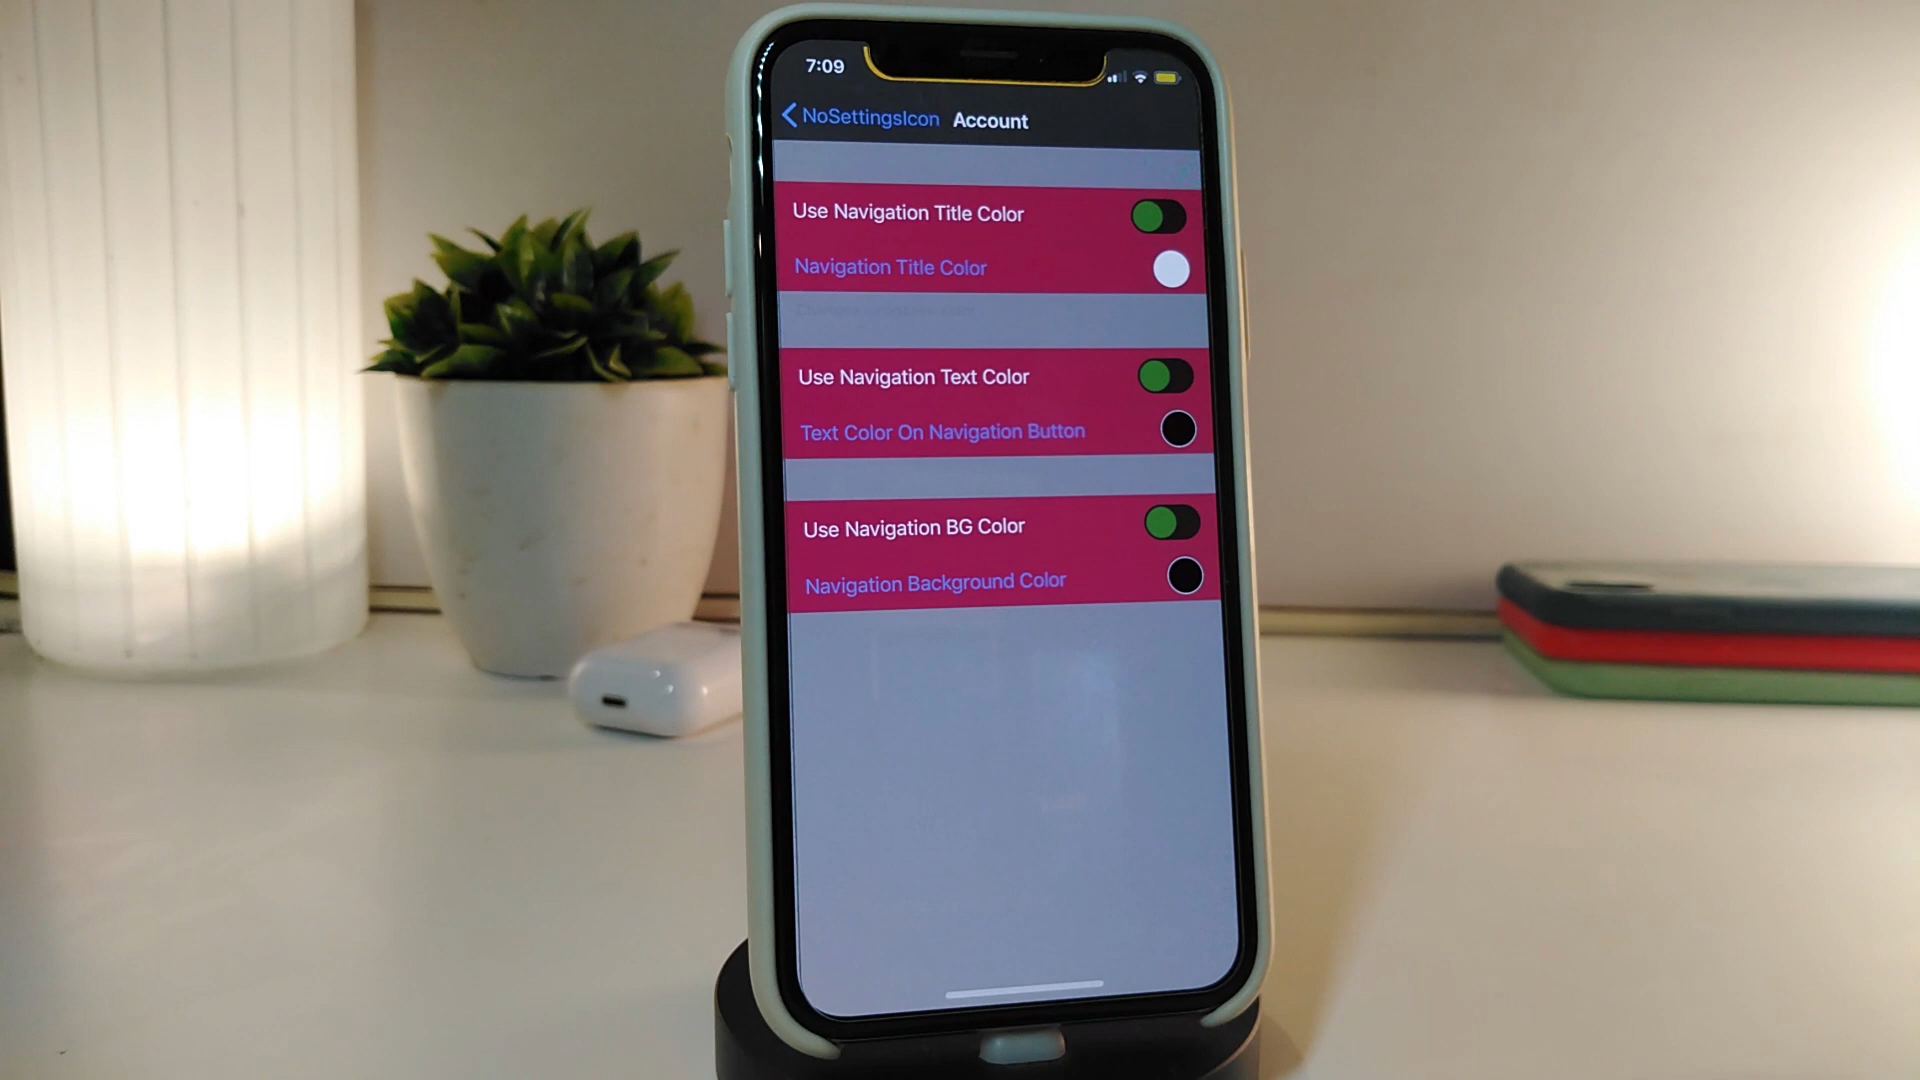 7:09
NoSettingsIcon Account
Use Navigation Title Color
Navigation Title Color
Use Navigation Text Color
Text Color On Navigation Button
Use Navigation BG Color
Navigation Background Color